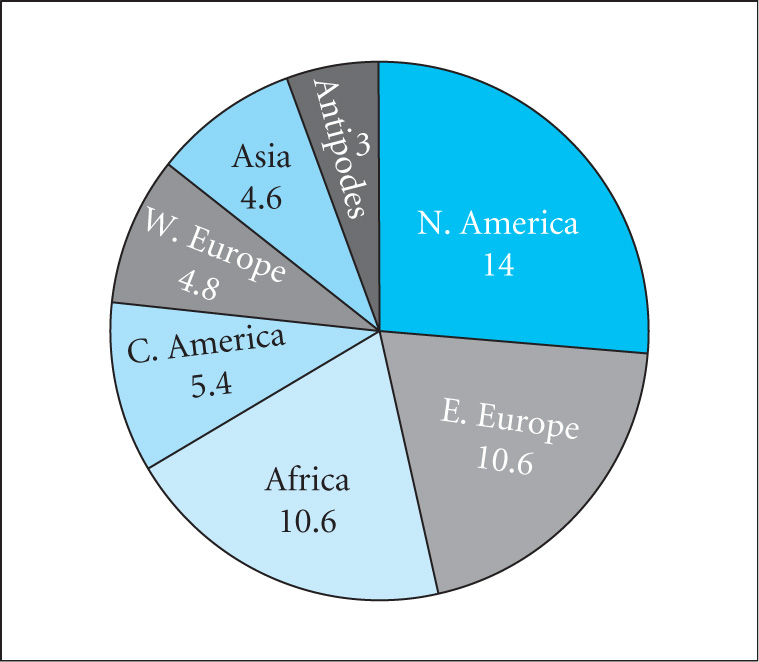 N. America
14
E. Europe
10.6
Africa
10.6
C. America
5.4
W. Europe
4.8
Asia
4.6
Antipodes
3